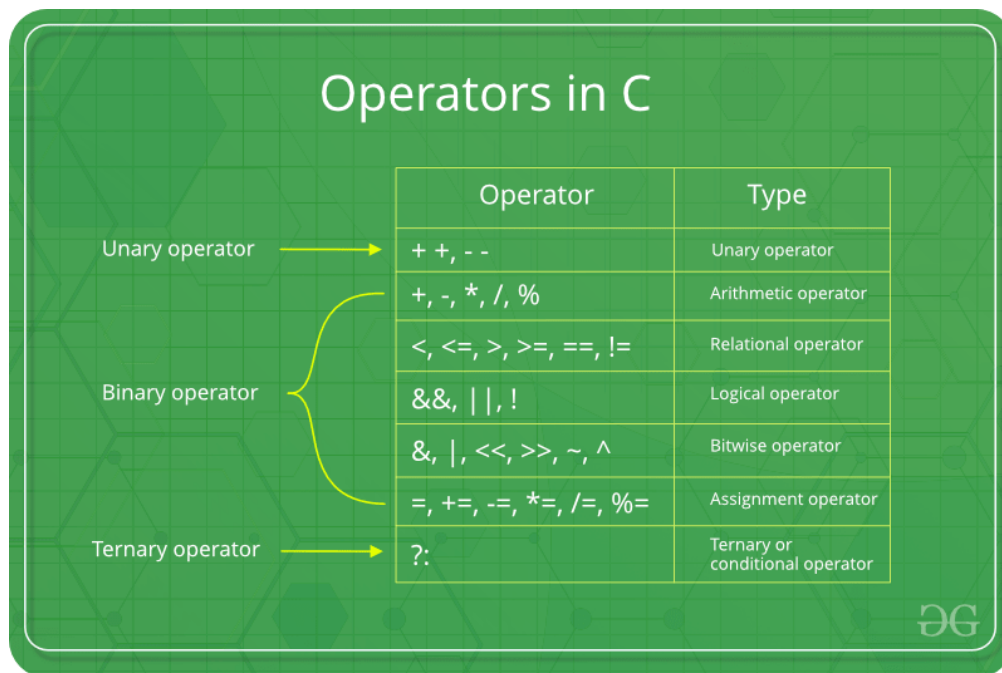 Operators in C
Operator Type
Unary operator + +, - - Unary operator
+, -, *, /, % Arithmetic operator
<, <=, >, >=, ==, != Relational operator
Binary operator &&, ||, ! Logical operator
&, |, <<, >>, ~, ^ Bitwise operator
=, +=, -=, *=, /=, %= Assignment operator
Ternary operator ?: Ternary or
conditional operator